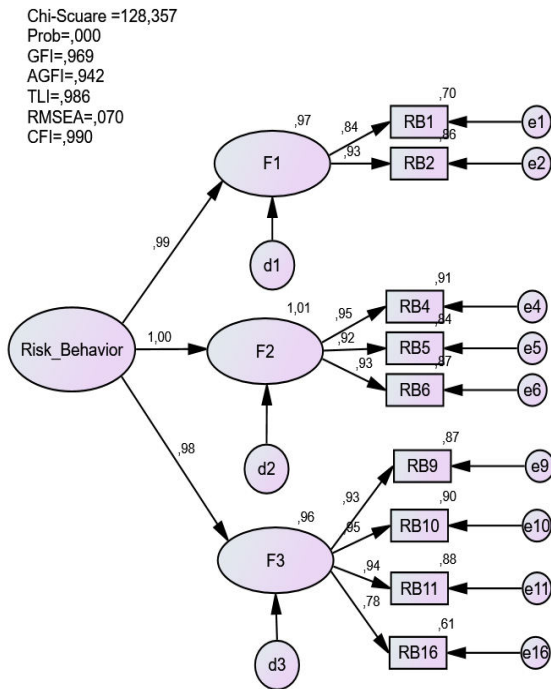 Chi-Scuare =128,357
Prob=,000
GFI=,969
AGFI=,942
TLI=,986
RMSEA=,070
CFI=,990
,70
,97
,84
RB1
e1
,86
,93
F1
RB2
e2
,99
d1
,91
1,01
,95
RB4
e4
,84
Risk_Behavior
1,00
F2
,92
RB5
e5
,87
,93
RB6
e6
,98
d2
,87
RB9
e9
,93
,96
,90
,95
RB10
e10
F3
,88
,94
RB11
e11
,78
,61
RB16
e16
d3